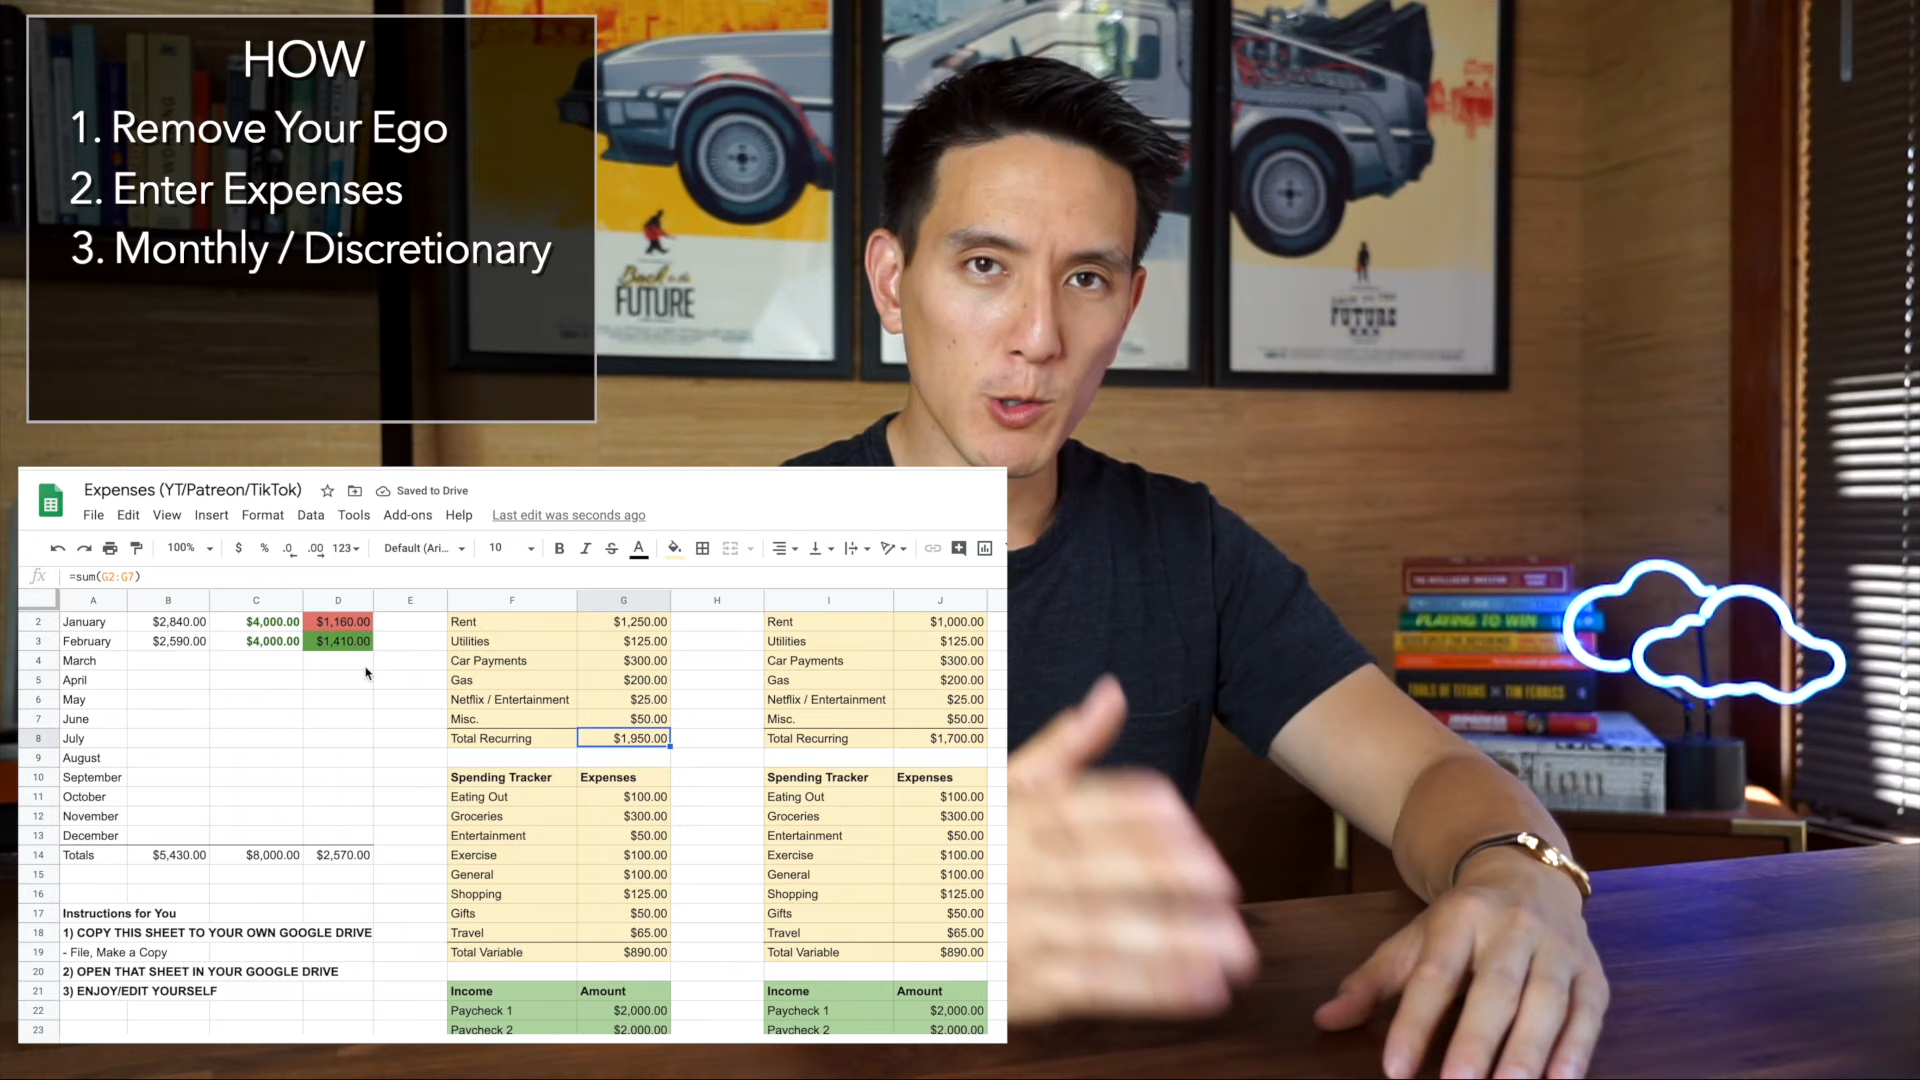 HOW
1. Remove Your Ego
2. Enter Expenses
3. Monthly / Discretionary
Back to the
FUTURE
FUTURE
Expenses (YT/Patreon/TikTok) Saved to Drive
File Edit View Insert Format Data Tools Add-ons Help Last edit was seconds ago
100% $ % .0 .00 123 Default (Ari... 10 B I S A
fx =sum(G2:G7)
A B C D E F G H I J
2 January $2,840.00 $4,000.00 $1,160.00 Rent $1,250.00 Rent $1,000.00
3 February $2,590.00 $4,000.00 $1,410.00 Utilities $125.00 Utilities $125.00
4 March Car Payments $300.00 Car Payments $300.00
5 April Gas $200.00 Gas $200.00
6 May Netflix / Entertainment $25.00 Netflix / Entertainment $25.00
7 June Misc. $50.00 Misc. $50.00
8 July Total Recurring $1,950.00 Total Recurring $1,700.00
9 August
10 September Spending Tracker Expenses Spending Tracker Expenses
11 October Eating Out $100.00 Eating Out $100.00
12 November Groceries $300.00 Groceries $300.00
13 December Entertainment $50.00 Entertainment $50.00
14 Totals $5,430.00 $8,000.00 $2,570.00 Exercise $100.00 Exercise $100.00
15 General $100.00 General $100.00
16 Shopping $125.00 Shopping $125.00
17 Instructions for You Gifts $50.00 Gifts $50.00
18 1) COPY THIS SHEET TO YOUR OWN GOOGLE DRIVE Travel $65.00 Travel $65.00
19 - File, Make a Copy Total Variable $890.00 Total Variable $890.00
20 2) OPEN THAT SHEET IN YOUR GOOGLE DRIVE
21 3) ENJOY/EDIT YOURSELF Income Amount Income Amount
22 Paycheck 1 $2,000.00 Paycheck 1 $2,000.00
23 Paycheck 2 $2,000.00 Paycheck 2 $2,000.00
THE INTELLIGENT INVESTOR
PLAYING TO WIN
TOOLS OF TITANS TIM FERRISS